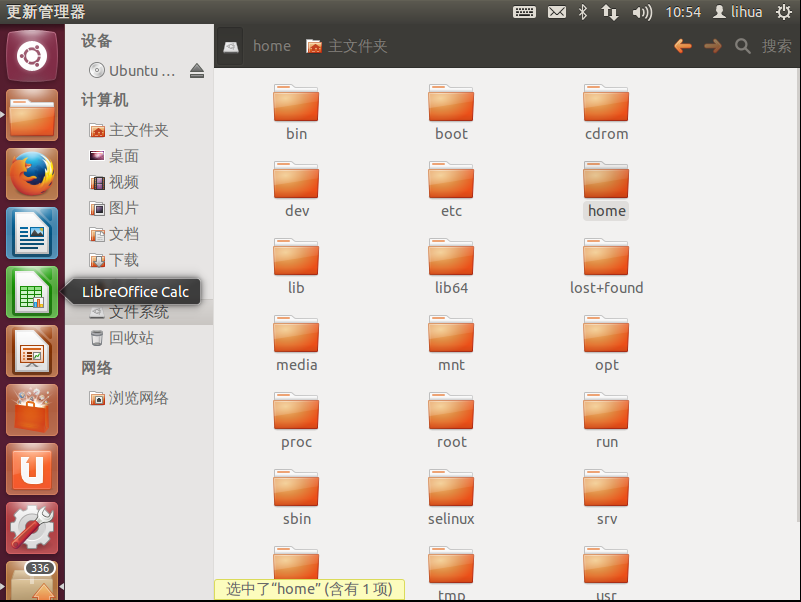 更新管理器
10:54
lihua
设备
Ubuntu ...
计算机
主文件夹
桌面
视频
图片
文档
下载
LibreOffice Calc
文件系统
回收站
网络
浏览网络
336
home
主文件夹
搜索
bin
boot
cdrom
dev
etc
home
lib
lib64
lost+found
media
mnt
opt
proc
root
run
sbin
selinux
srv
tmp
usr
选中了“home” (含有 1 项)